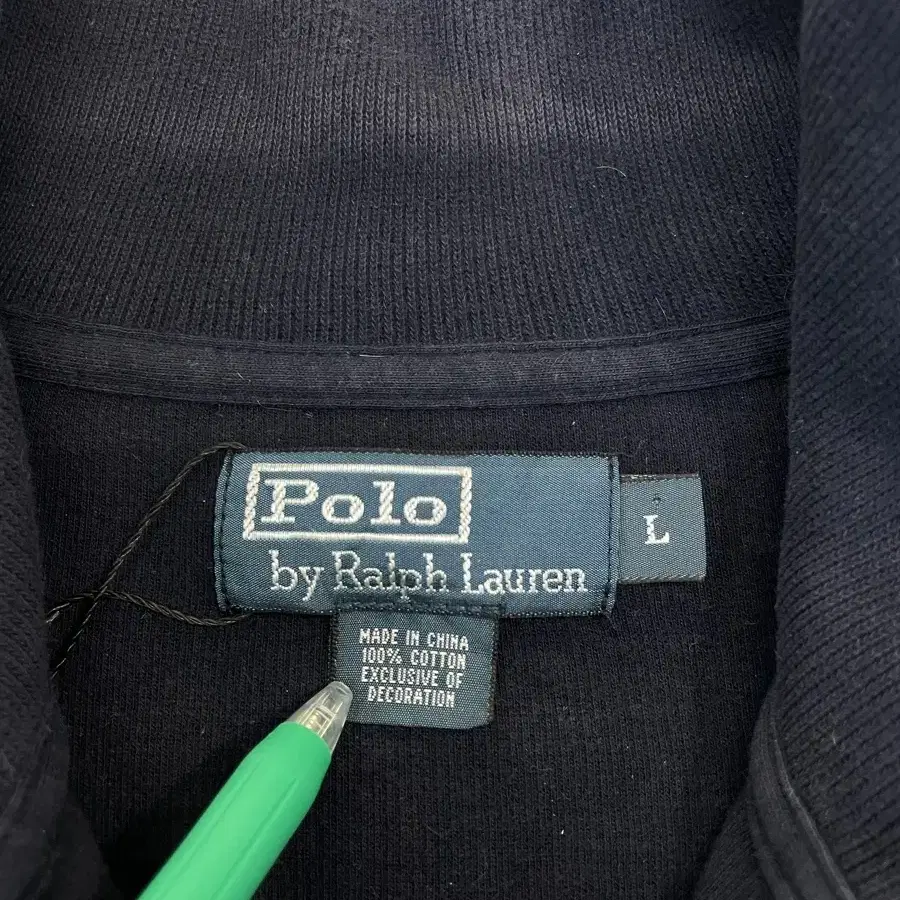 Polo
by Ralph Lauren
L
MADE IN CHINA
100% COTTON
EXCLUSIVE OF
DECORATION